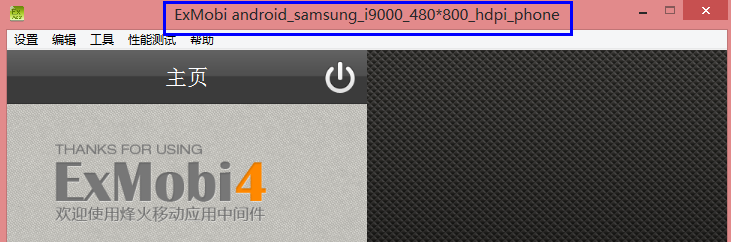 ExMobi android_samsung_i9000_480*800_hdpi_phone
设置 编辑 工具 性能测试 帮助
主页
THANKS FOR USING
ExMobi4
欢迎使用烽火移动应用中间件